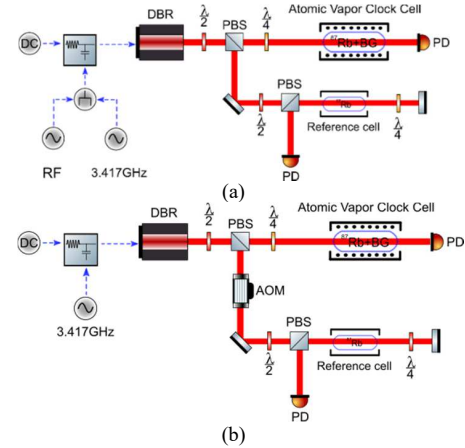 DBR
λ
2
PBS
λ
4
Atomic Vapor Clock Cell
⁸⁷Rb+BG
PD
DC
PBS
λ
2
Rb
λ
4
Reference cell
RF
3.417GHz
PD
(a)
DBR
λ
2
PBS
λ
4
Atomic Vapor Clock Cell
⁸⁷Rb+BG
PD
DC
AOM
3.417GHz
PBS
λ
2
Rb
λ
4
Reference cell
PD
(b)